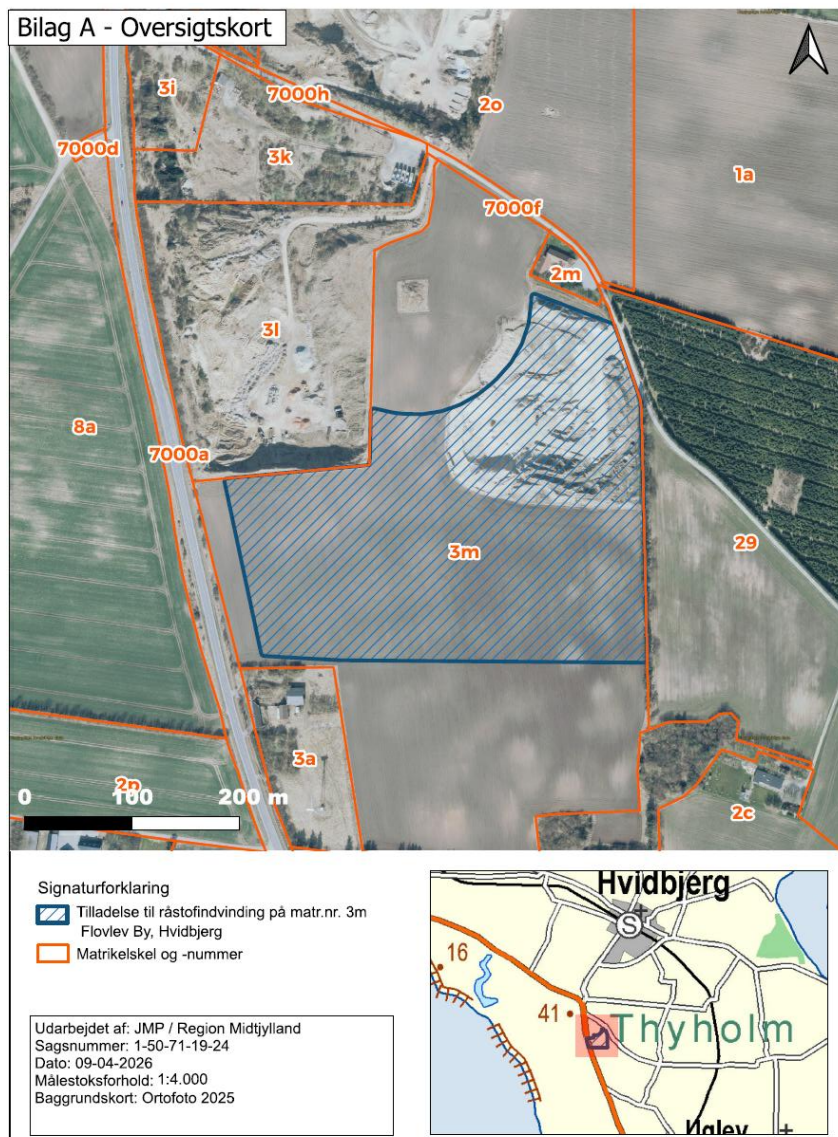 Bilag A - Oversigtskort
3i
7000h
2o
7000d
3k
1a
7000f
2m
3l
8a
7000a
29
3m
3a
2p
2c
0 100 200 m
Signaturforklaring
Tilladelse til råstofindvinding på matr.nr. 3m
Flovlev By, Hvidbjerg
Matrikelskel og -nummer
Udarbejdet af: JMP / Region Midtjylland
Sagsnummer: 1-50-71-19-24
Dato: 09-04-2026
Målestoksforhold: 1:4.000
Baggrundskort: Ortofoto 2025
Hvidbjerg
S
16
41
Thyholm